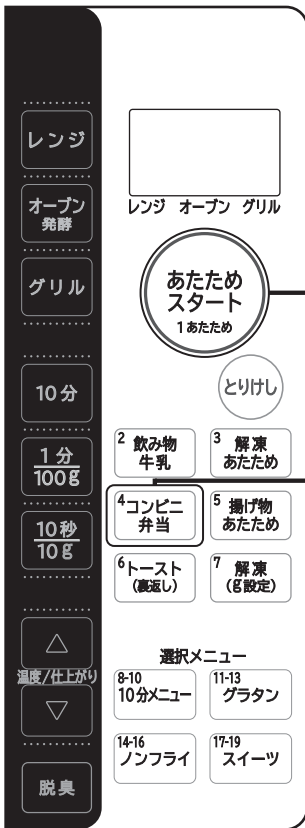 レンジ
オーブン
発酵
グリル
10分
1分
100g
10秒
10g
△
温度/仕上がり
▽
脱臭
レンジ オーブン グリル
あたため
スタート
1あたため
とりけし
2 飲み物
牛乳
3 解凍
あたため
4コンビニ
弁当
5 揚げ物
あたため
6トースト
(裏返し)
7 解凍
(g設定)
選択メニュー
8-10
10分メニュー
11-13
グラタン
14-16
ノンフライ
17-19
スイーツ